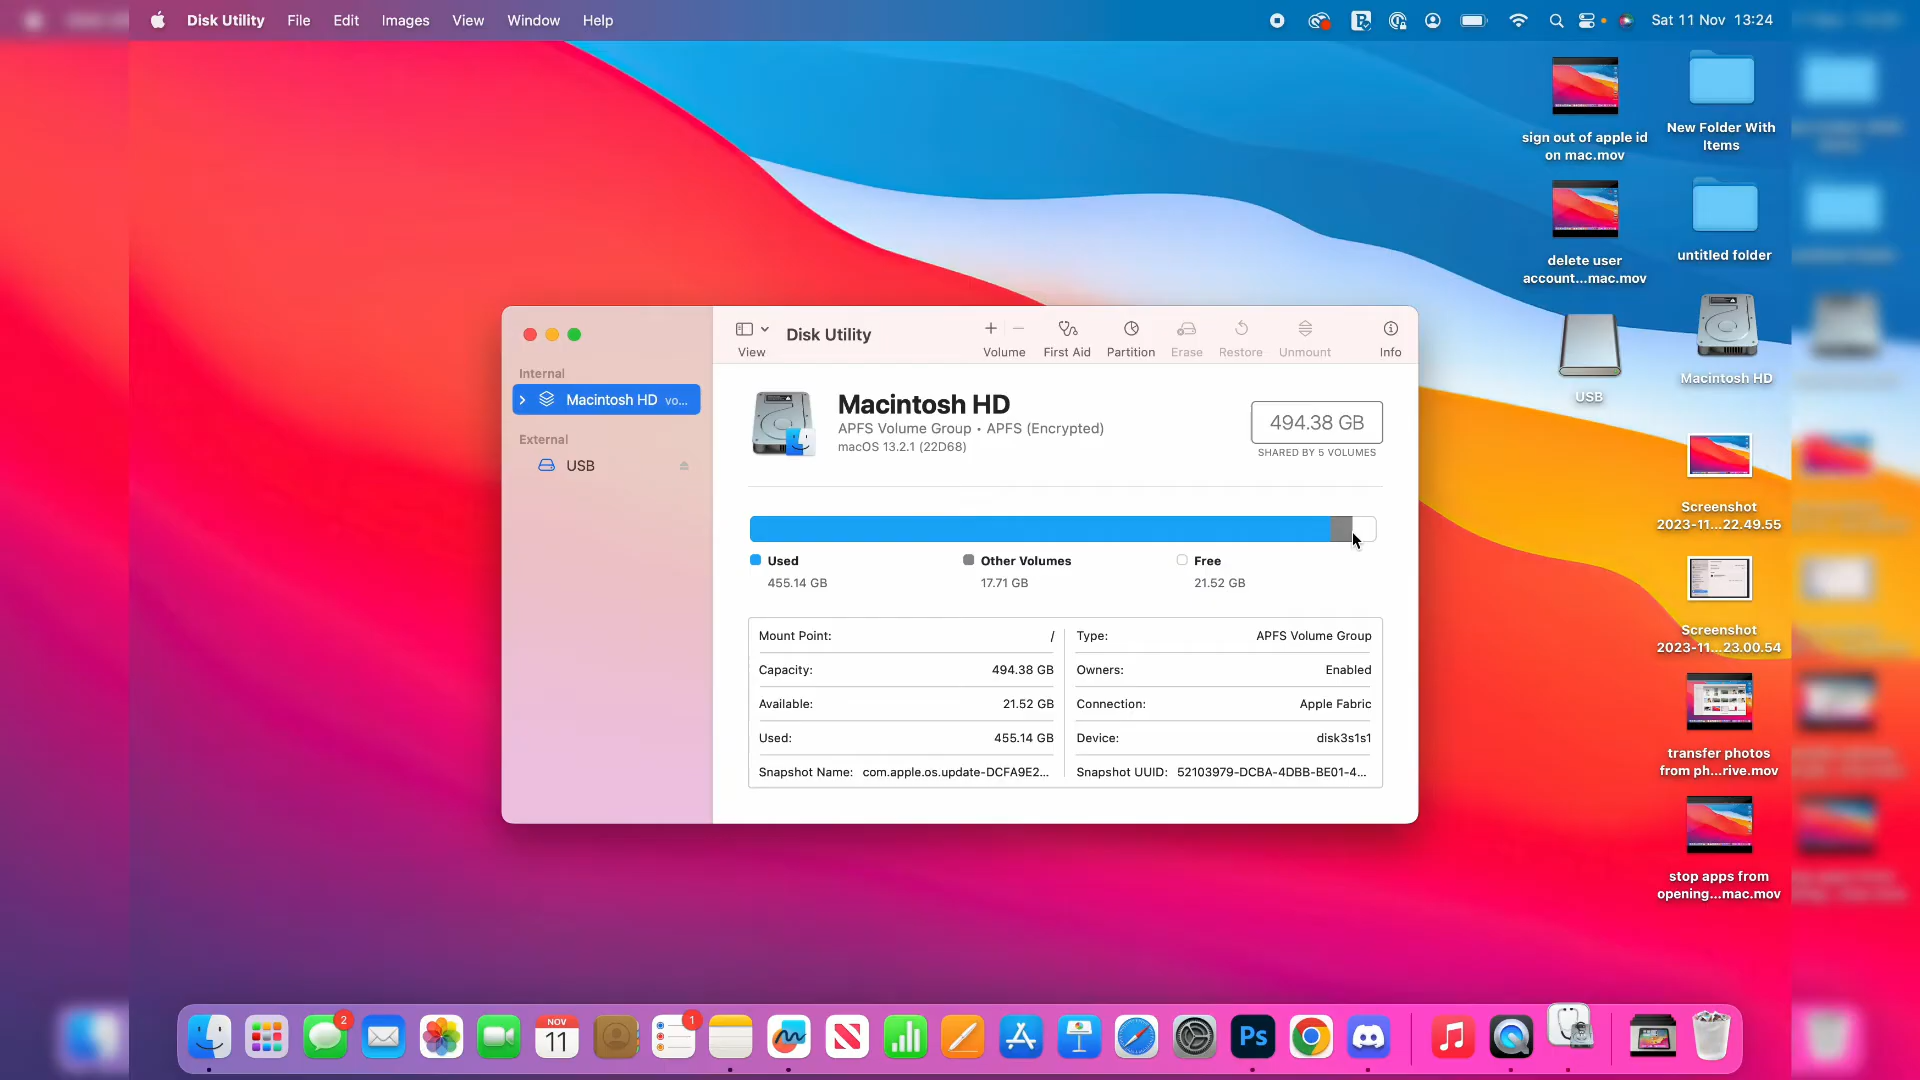 Disk Utility File Edit Images View Window Help
Sat 11 Nov 13:24
sign out of apple id
on mac.mov
New Folder With
Items
delete user
account...mac.mov
untitled folder
USB
Macintosh HD
Screenshot
2023-11...22.49.55
Screenshot
2023-11...23.00.54
transfer photos
from ph...rive.mov
stop apps from
opening...mac.mov
Internal
Macintosh HD vo...
External
USB
View
Disk Utility
Volume First Aid Partition Erase Restore Unmount Info
Macintosh HD
APFS Volume Group • APFS (Encrypted)
macOS 13.2.1 (22D68)
494.38 GB
SHARED BY 5 VOLUMES
Used
455.14 GB
Other Volumes
17.71 GB
Free
21.52 GB
Mount Point: /
Capacity: 494.38 GB
Available: 21.52 GB
Used: 455.14 GB
Snapshot Name: com.apple.os.update-DCFA9E2...
Type: APFS Volume Group
Owners: Enabled
Connection: Apple Fabric
Device: disk3s1s1
Snapshot UUID: 52103979-DCBA-4DBB-BE01-4...
2
NOV
11
1
Ps